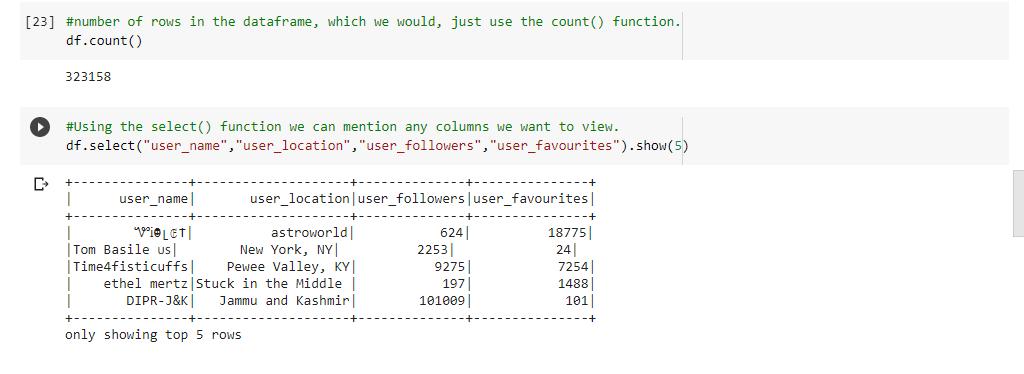 [23] #number of rows in the dataframe, which we would, just use the count() function.
df.count()
323158
#Using the select() function we can mention any columns we want to view.
df.select("user_name","user_location","user_followers","user_favourites").show(5)
+---------------+--------------------+--------------+---------------+
|      user_name|       user_location|user_followers|user_favourites|
+---------------+--------------------+--------------+---------------+
|               |          astroworld|           624|          18775|
|Tom Basile us|      New York, NY|          2253|             24|
|Time4fisticuffs|    Pewee Valley, KY|          9275|           7254|
|    ethel mertz|Stuck in the Middle |           197|           1488|
|       DIPR-J&K|   Jammu and Kashmir|        101009|            101|
+---------------+--------------------+--------------+---------------+
only showing top 5 rows